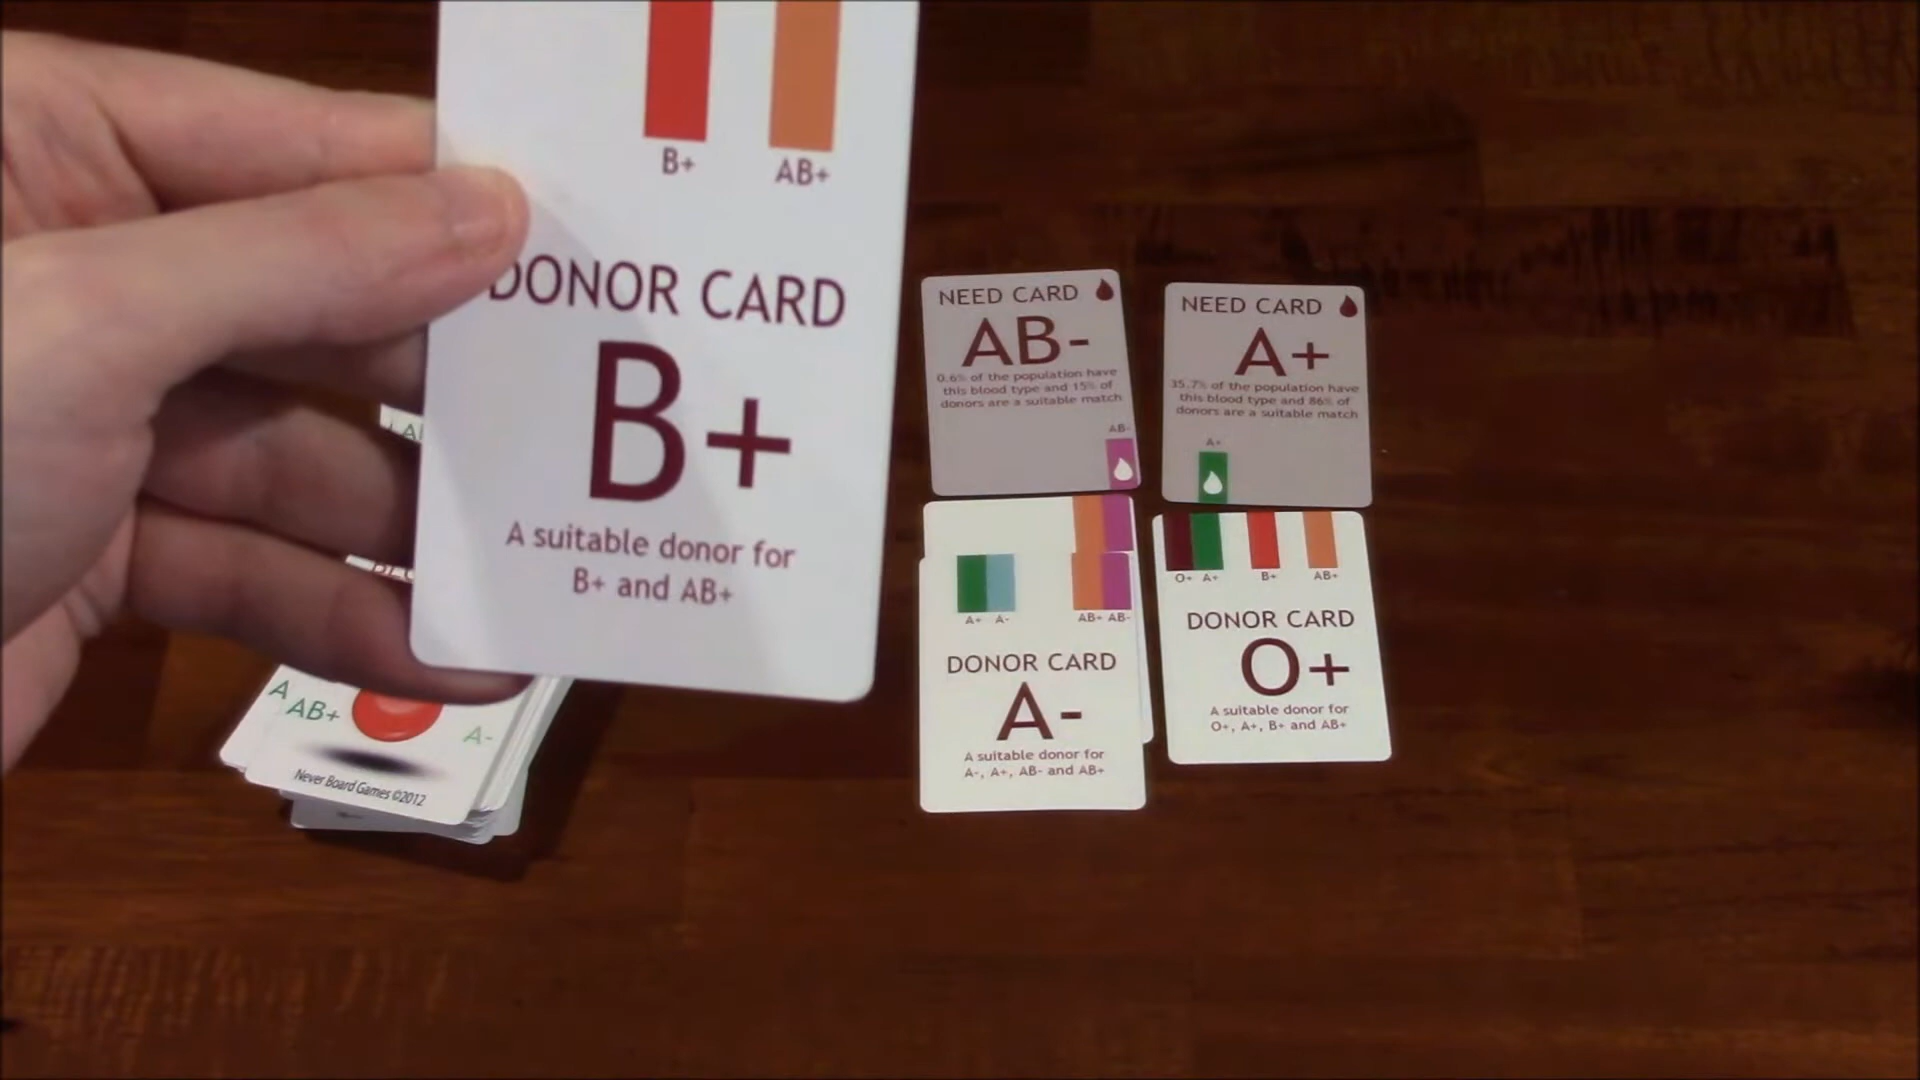 B+ AB+
DONOR CARD
B+
A suitable donor for
B+ and AB+
NEED CARD
AB-
0.6% of the population have
this blood type and 15% of
donors are a suitable match
AB-
NEED CARD
A+
35.7% of the population have
this blood type and 86% of
donors are a suitable match
A+
A+ A- AB+ AB-
DONOR CARD
A-
A suitable donor for
A-, A+, AB- and AB+
O+ A+ B+ AB+
DONOR CARD
O+
A suitable donor for
O+, A+, B+ and AB+
A
AB+
A-
Never Board Games ©2012